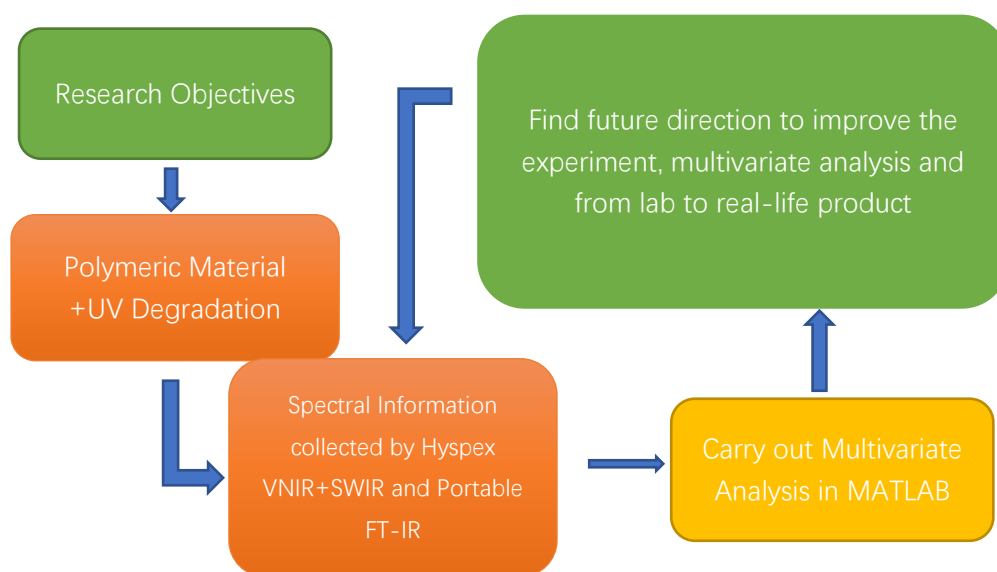 Research Objectives
Polymeric Material
+UV Degradation
Spectral Information
collected by Hyspex
VNIR+SWIR and Portable
FT-IR
Carry out Multivariate
Analysis in MATLAB
Find future direction to improve the
experiment, multivariate analysis and
from lab to real-life product